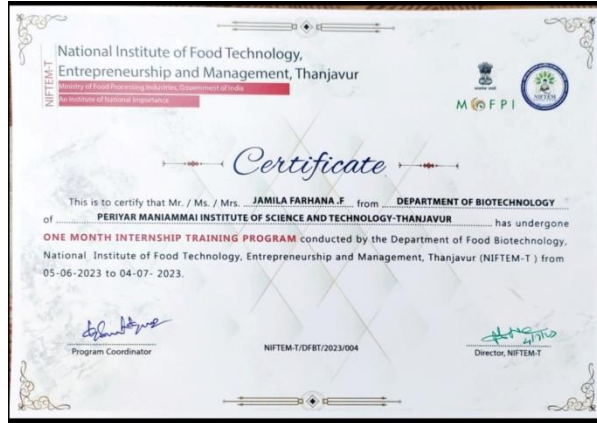 NIFTEM-T
National Institute of Food Technology,
Entrepreneurship and Management, Thanjavur
Ministry of Food Processing Industries, Government of India
An Institute of National Importance
MOFPI
NIFTEM
Certificate
This is to certify that Mr. / Ms. / Mrs. JAMILA FARHANA .F from DEPARTMENT OF BIOTECHNOLOGY
of PERIYAR MANIAMMAI INSTITUTE OF SCIENCE AND TECHNOLOGY-THANJAVUR has undergone
ONE MONTH INTERNSHIP TRAINING PROGRAM conducted by the Department of Food Biotechnology,
National Institute of Food Technology, Entrepreneurship and Management, Thanjavur (NIFTEM-T ) from
05-06-2023 to 04-07- 2023.
Program Coordinator
NIFTEM-T/DFBT/2023/004
Director, NIFTEM-T